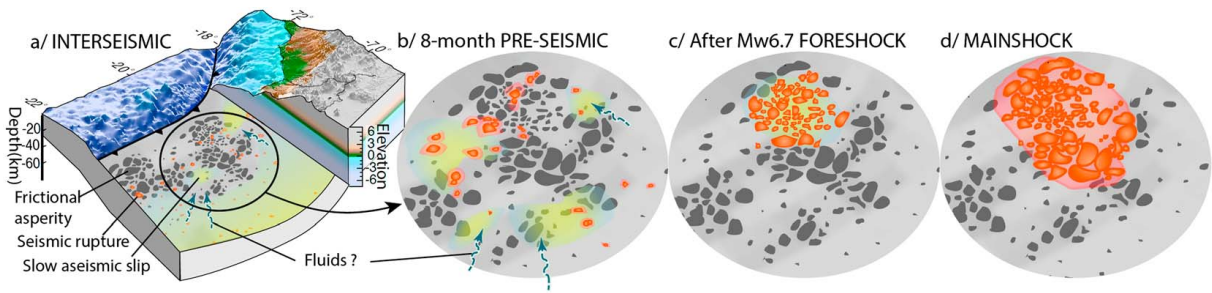 a/ INTERSEISMIC
b/ 8-month PRE-SEISMIC
c/ After Mw6.7 FORESHOCK
d/ MAINSHOCK
-72°
-70°
-18°
-20°
-22°
Depth(km)
-20
-40
-60
Elevation
6
3
0
-3
-6
Frictional
asperity
Seismic rupture
Slow aseismic slip
Fluids ?